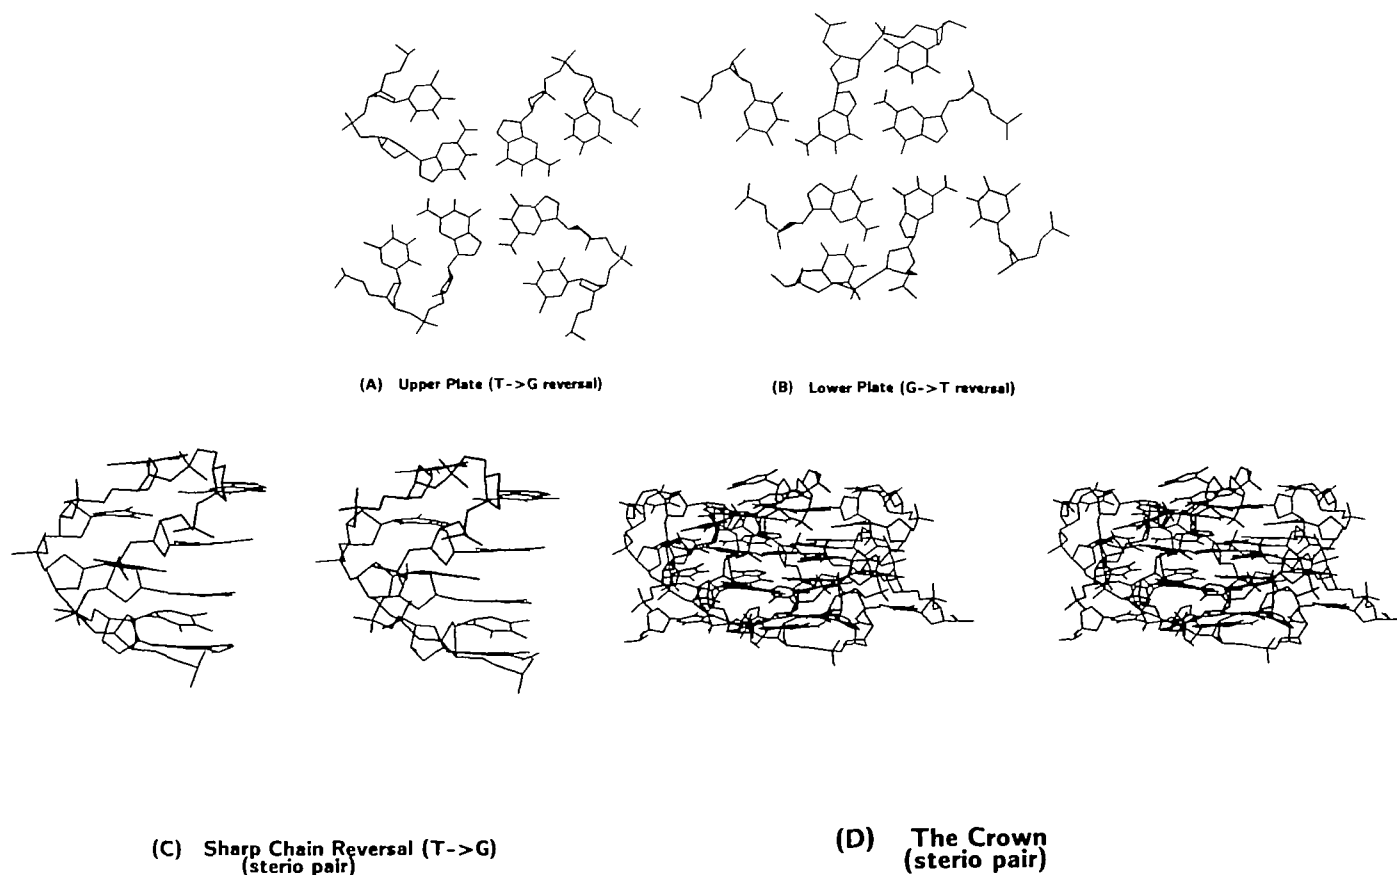 (A) Upper Plate (T->G reversal)
(B) Lower Plate (G->T reversal)
(C) Sharp Chain Reversal (T->G)
(sterio pair)
(D) The Crown
(sterio pair)